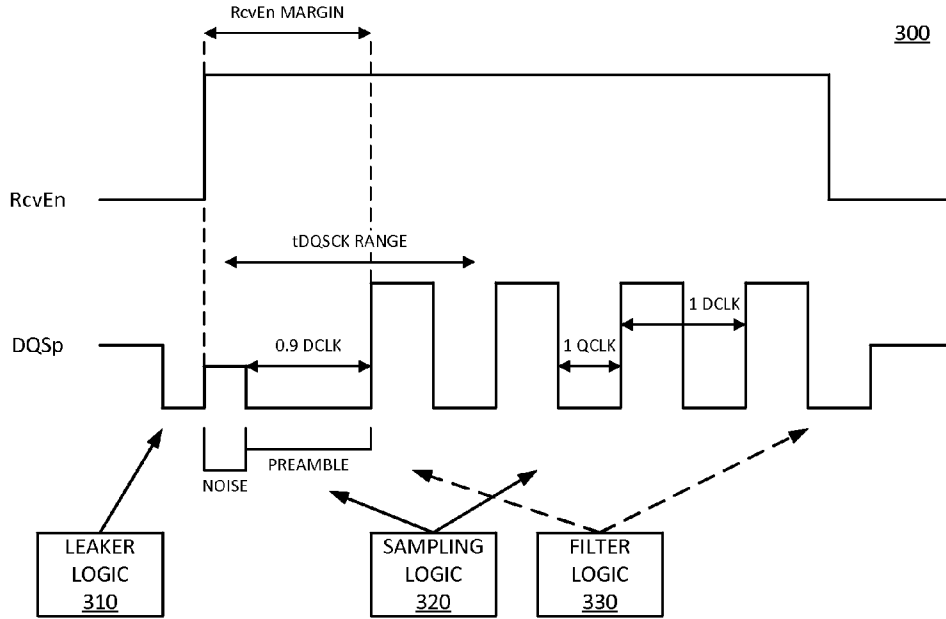 RcvEn MARGIN
300
RcvEn
tDQSCK RANGE
1 DCLK
DQSp
0.9 DCLK
1 QCLK
PREAMBLE
NOISE
LEAKER
LOGIC
310
SAMPLING
LOGIC
320
FILTER
LOGIC
330